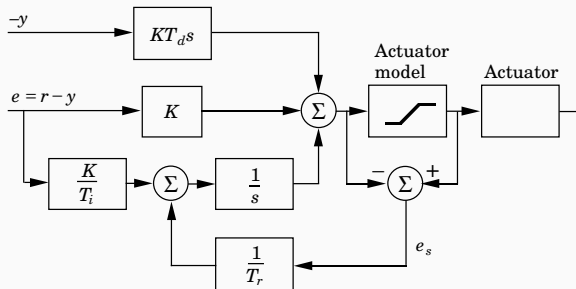 –y
KT_d s
Actuator model
Actuator
e = r – y
K
Σ
– +
K/T_i
Σ
1/s
Σ
1/T_r
e_s